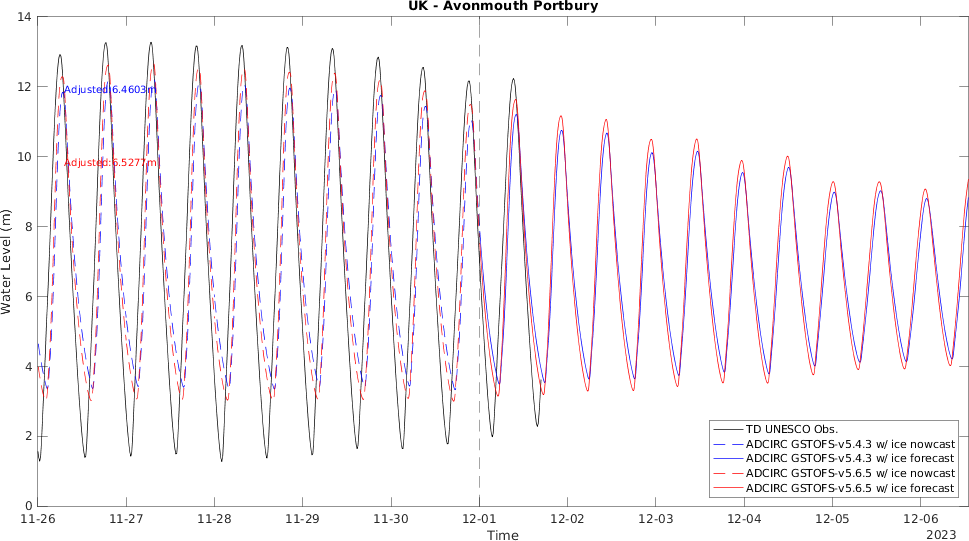 UK - Avonmouth Portbury
14
12
10
8
6
4
2
0
Water Level (m)
Adjusted:6.4603m
Adjusted:6.5277m
TD UNESCO Obs.
ADCIRC GSTOFS-v5.4.3 w/ ice nowcast
ADCIRC GSTOFS-v5.4.3 w/ ice forecast
ADCIRC GSTOFS-v5.6.5 w/ ice nowcast
ADCIRC GSTOFS-v5.6.5 w/ ice forecast
11-26 11-27 11-28 11-29 11-30 12-01 12-02 12-03 12-04 12-05 12-06
Time
2023